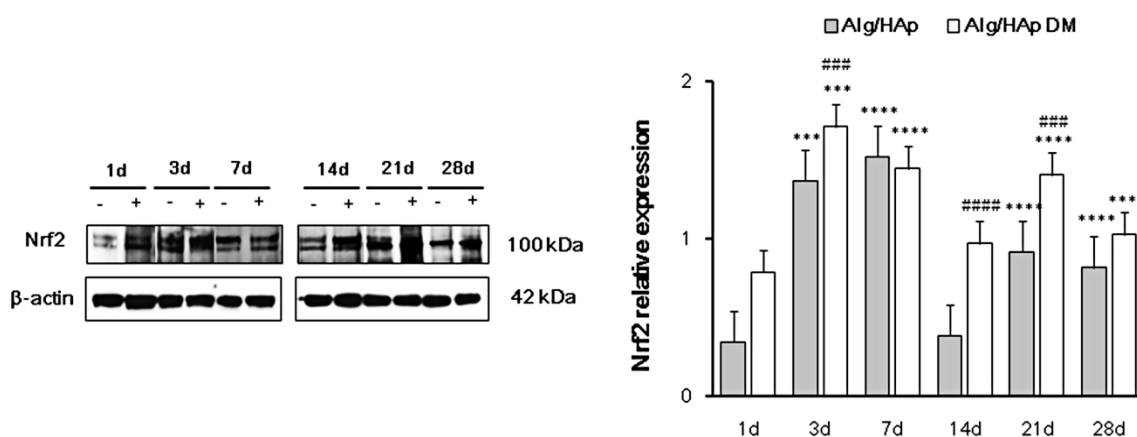 1d 3d 7d 14d 21d 28d
- + - + - + - + - + - +
Nrf2 100 kDa
β-actin 42 kDa
Alg/HAp Alg/HAp DM
Nrf2 relative expression
2
1
0
*** ### *** **** **** #### **** ### **** **** ***
1d 3d 7d 14d 21d 28d